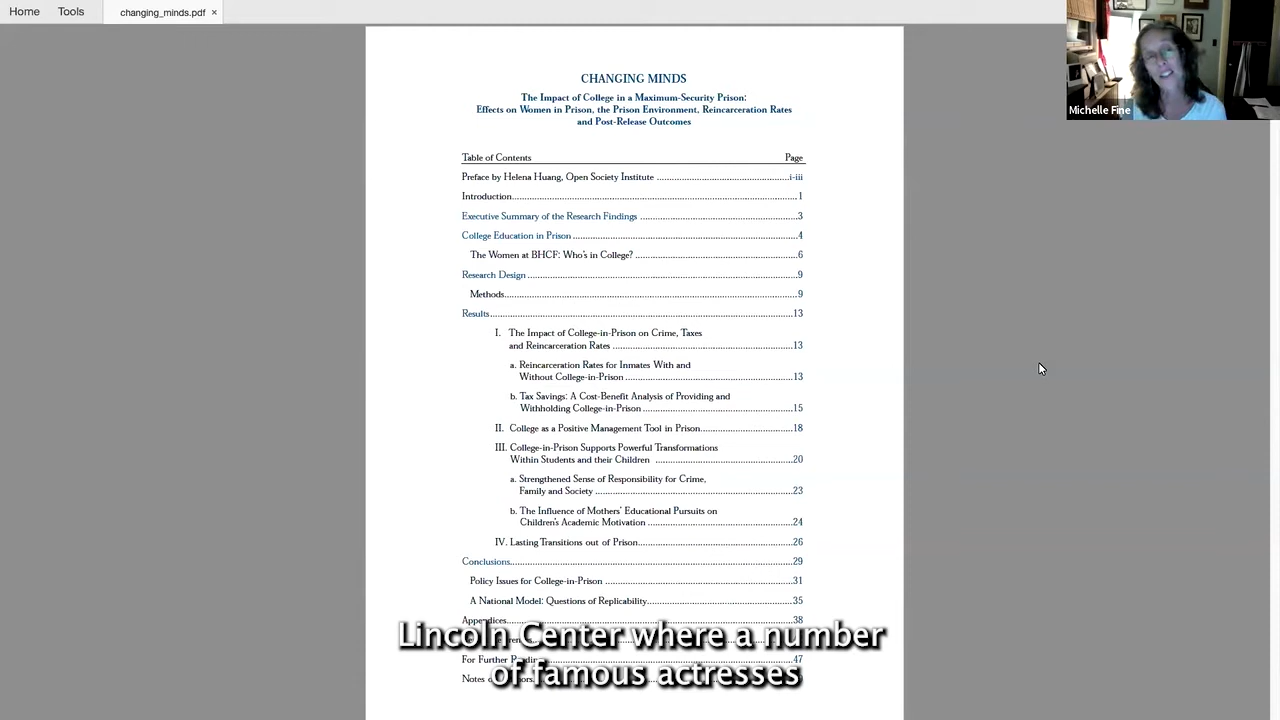 Home Tools changing_minds.pdf ×
Michelle Fine
CHANGING MINDS
The Impact of College in a Maximum-Security Prison:
Effects on Women in Prison, the Prison Environment, Reincarceration Rates
and Post-Release Outcomes
Table of Contents Page
Preface by Helena Huang, Open Society Institute ........ i-iii
Introduction........ 1
Executive Summary of the Research Findings ........ 3
College Education in Prison ........ 4
The Women at BHCF: Who's in College? ........ 6
Research Design ........ 9
Methods........ 9
Results........ 13
I. The Impact of College-in-Prison on Crime, Taxes
and Reincarceration Rates ........ 13
a. Reincarceration Rates for Inmates With and
Without College-in-Prison ........ 13
b. Tax Savings: A Cost-Benefit Analysis of Providing and
Withholding College-in-Prison ........ 15
II. College as a Positive Management Tool in Prison........ 18
III. College-in-Prison Supports Powerful Transformations
Within Students and their Children ........ 20
a. Strengthened Sense of Responsibility for Crime,
Family and Society ........ 23
b. The Influence of Mothers' Educational Pursuits on
Children's Academic Motivation ........ 24
IV. Lasting Transitions out of Prison........ 26
Conclusions........ 29
Policy Issues for College-in-Prison ........ 31
A National Model: Questions of Replicability........ 35
Appendices........ 38
For Further ........ 47
Notes
Lincoln Center where a number
of famous actresses